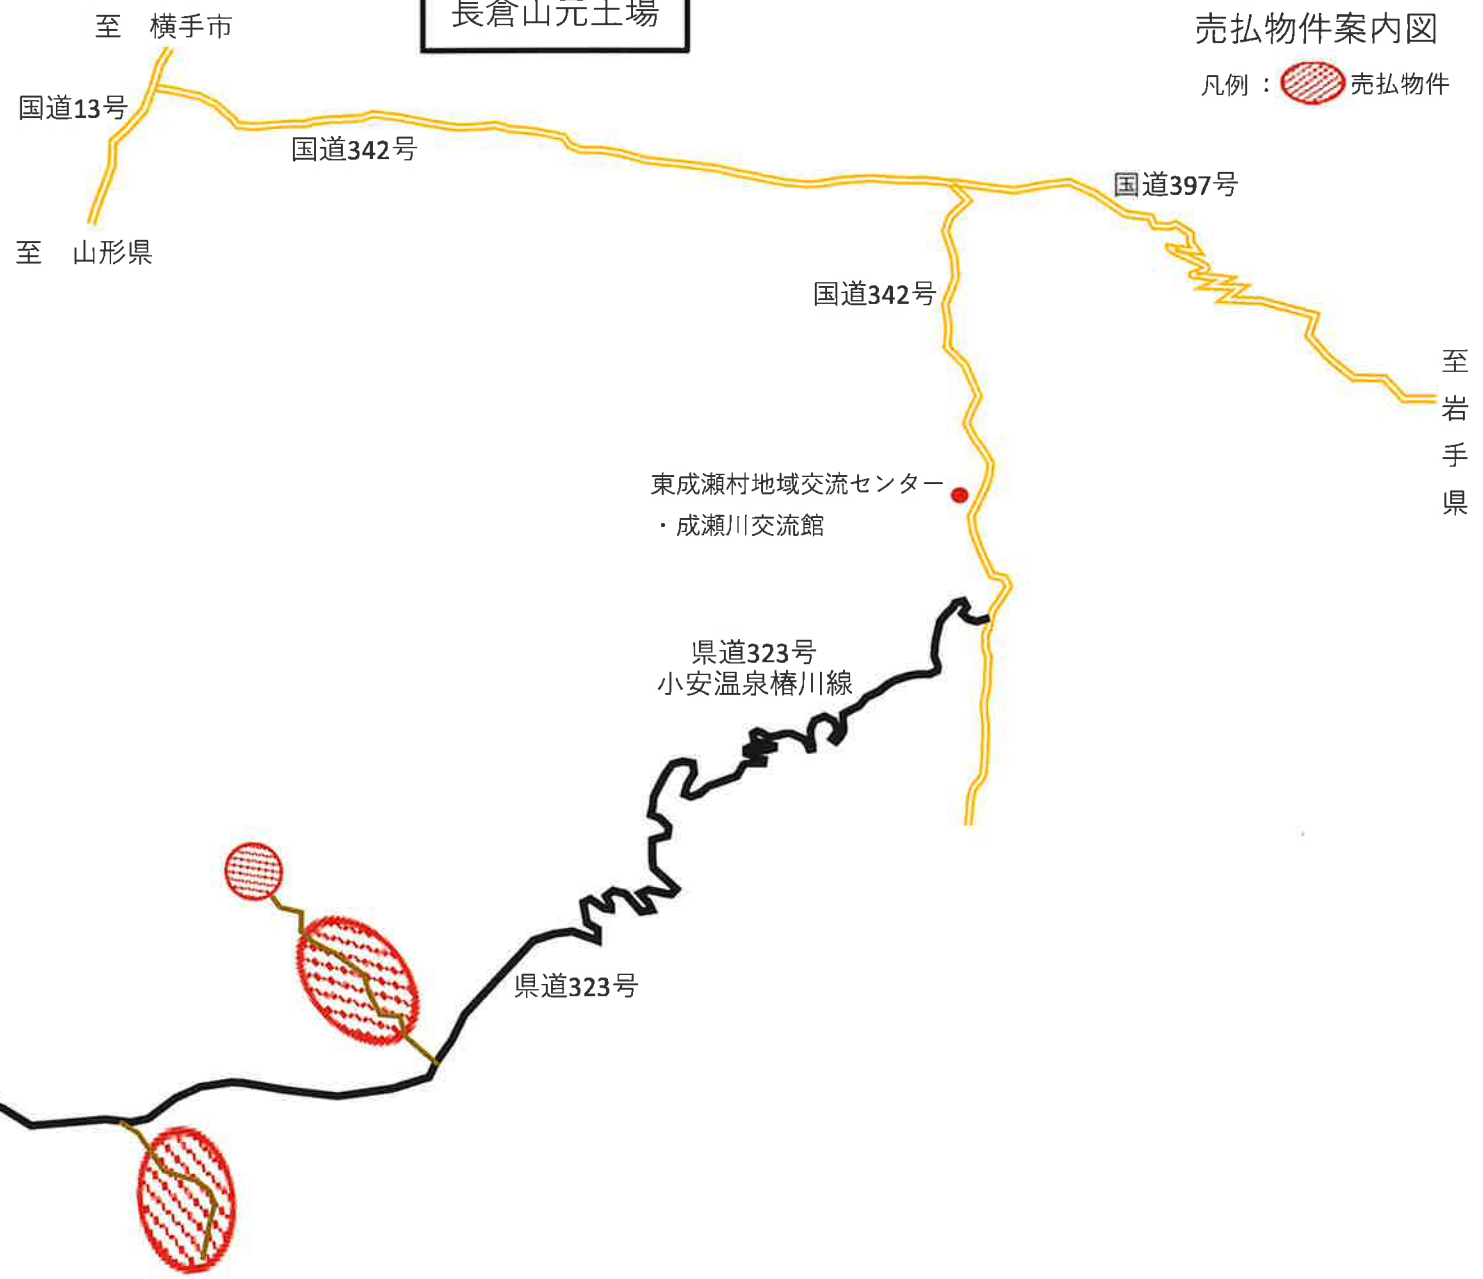 長倉山元土場
売払物件案内図
凡例：
売払物件
至　横手市
国道13号
国道342号
至　山形県
国道397号
国道342号
至岩手県
東成瀬村地域交流センター
・成瀬川交流館
県道323号
小安温泉椿川線
県道323号